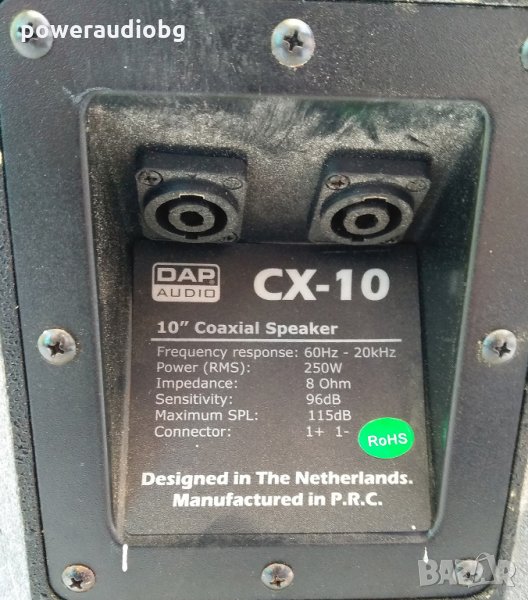 poweraudiobg
DAP
AUDIO
CX-10
10" Coaxial Speaker
Frequency response: 60Hz - 20kHz
Power (RMS): 250W
Impedance: 8 Ohm
Sensitivity: 96dB
Maximum SPL: 115dB
Connector: 1+ 1-
RoHS
Designed in The Netherlands.
Manufactured in P.R.C.
BAZAR